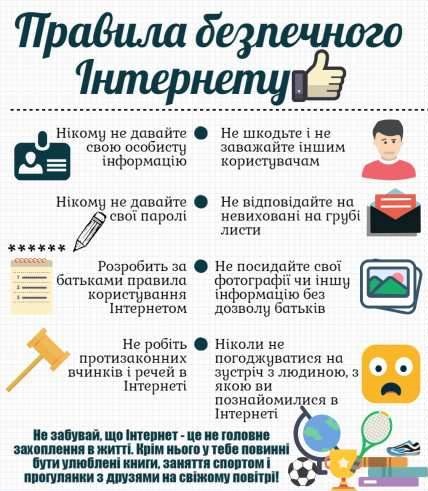 Правила безпечного
Інтернету
Нікому не давайте
свою особисту
інформацію
Не шкодьте і не
заважайте іншим
користувачам
Нікому не давайте
свої паролі
Не відповідайте на
невиховані на грубі
листи
******
Розробить за
батьками правила
користування
Інтернетом
Не посидайте свої
фотографії чи іншу
інформацію без
дозволу батьків
Не робіть
протизаконних
вчинків і речей в
Інтернеті
Ніколи не
погоджуватися на
зустріч з людиною, з
якою ви
познайомилися в
Інтернеті
Не забувай, що Інтернет - це не головне
захоплення в житті. Крім нього у тебе повинні
бути улюблені книги, заняття спортом і
прогулянки з друзями на свіжому повітрі!